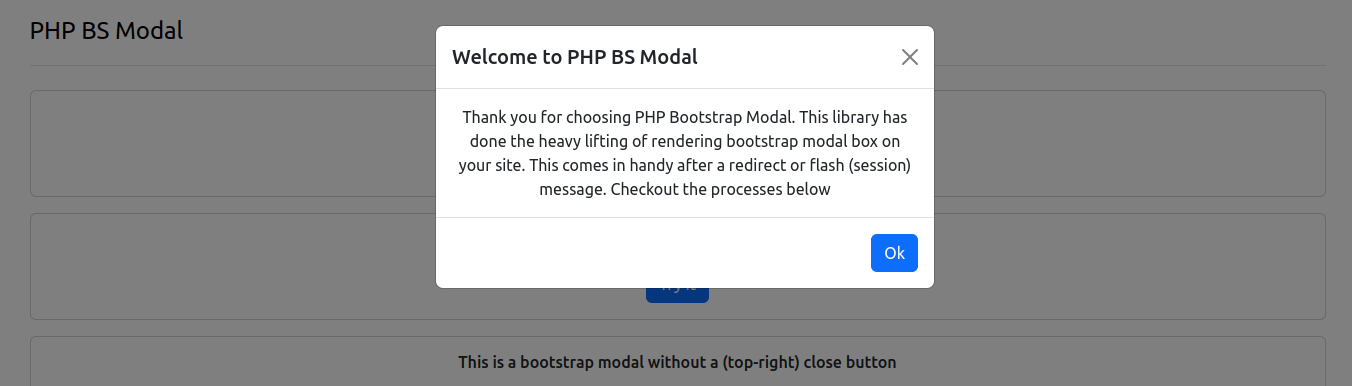 PHP BS Modal
Welcome to PHP BS Modal
Thank you for choosing PHP Bootstrap Modal. This library has
done the heavy lifting of rendering bootstrap modal box on
your site. This comes in handy after a redirect or flash (session)
message. Checkout the processes below
Ok
This is a bootstrap modal without a (top-right) close button